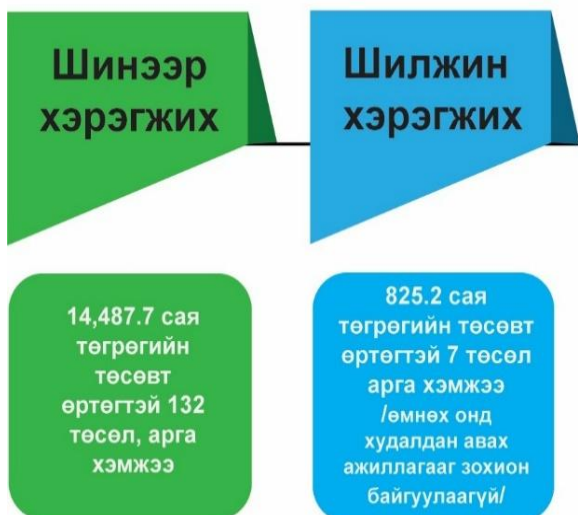 Шинээр
хэрэгжих
Шилжин
хэрэгжих
14,487.7 сая
төгрөгийн
төсөвт
өртөгтэй 132
төсөл, арга
хэмжээ
825.2 сая
төгрөгийн төсөвт
өртөгтэй 7 төсөл
арга хэмжээ
/өмнөх онд
худалдан авах
ажиллагааг зохион
байгуулаагүй/